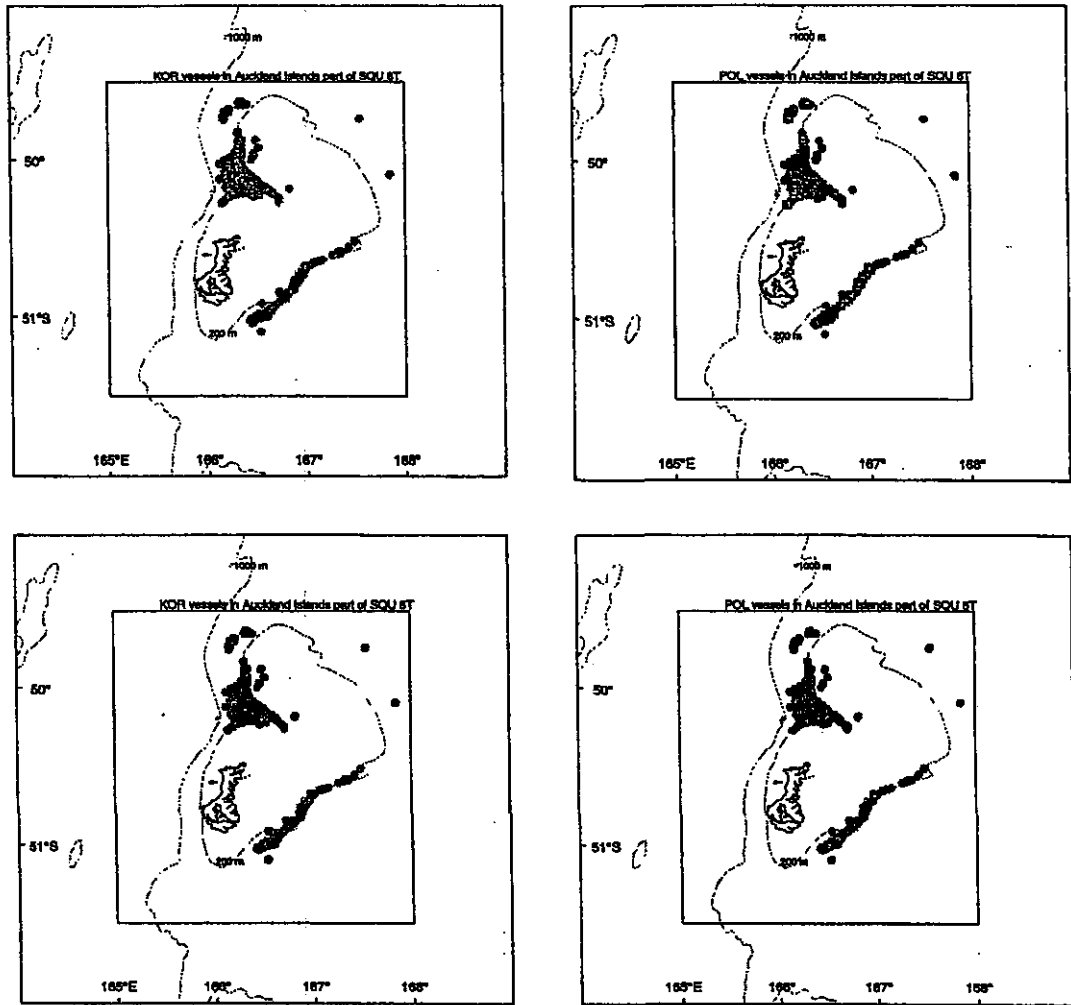 1000 m
KOR vessels in Auckland Islands part of SQU 6T
50°
51°S
200 m
165°E 166° 167° 168°
1000 m
POL vessels in Auckland Islands part of SQU 6T
50°
51°S
200 m
165°E 166° 167° 168°
1000 m
KOR vessels in Auckland Islands part of SQU 6T
50°
51°S
200 m
165°E 166° 167° 168°
1000 m
POL vessels in Auckland Islands part of SQU 6T
50°
51°S
200 m
165°E 166° 167° 168°